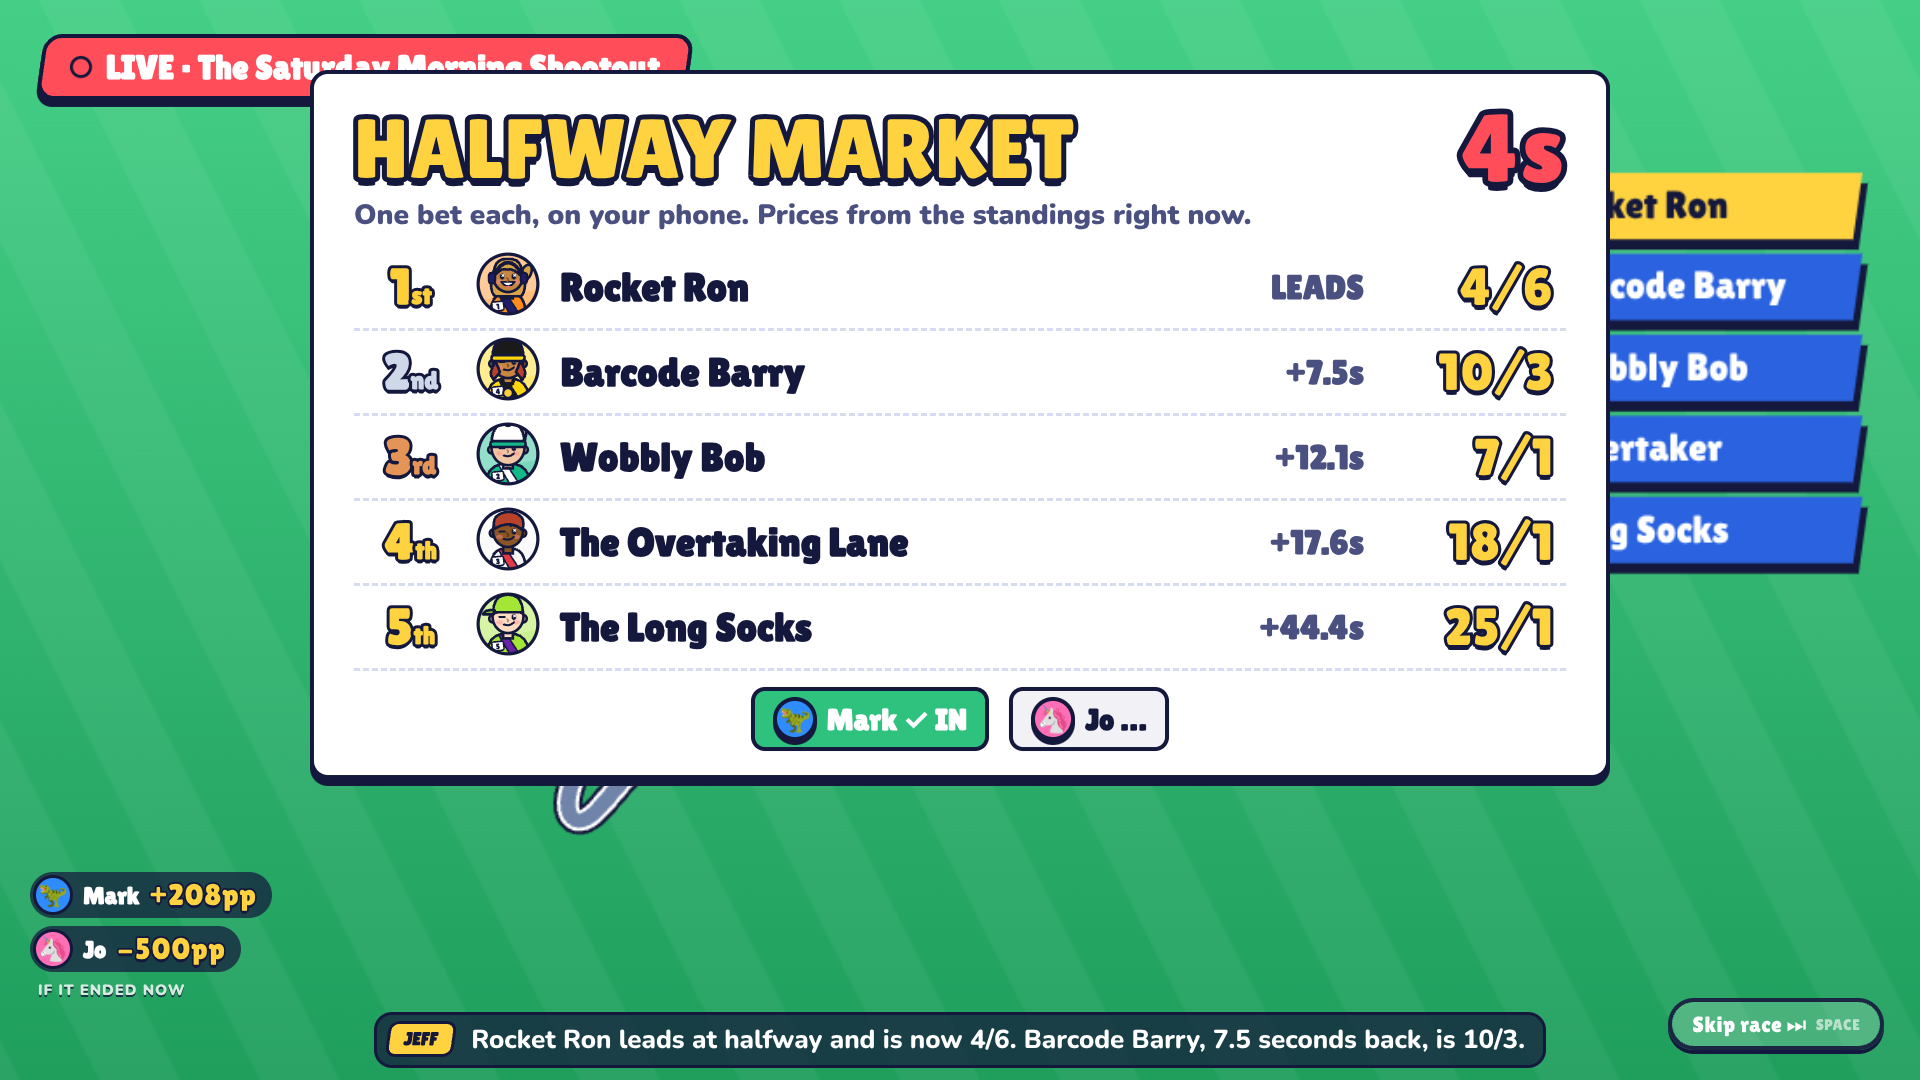 LIVE · The Saturday Morning Shootout
HALFWAY MARKET
4s
One bet each, on your phone. Prices from the standings right now.
1st Rocket Ron LEADS 4/6
2nd Barcode Barry +7.5s 10/3
3rd Wobbly Bob +12.1s 7/1
4th The Overtaking Lane +17.6s 18/1
5th The Long Socks +44.4s 25/1
Mark ✓ IN
Jo ...
ket Ron
code Barry
bbly Bob
ertaker
g Socks
Mark +208pp
Jo −500pp
IF IT ENDED NOW
JEFF Rocket Ron leads at halfway and is now 4/6. Barcode Barry, 7.5 seconds back, is 10/3.
Skip race ⏭ SPACE